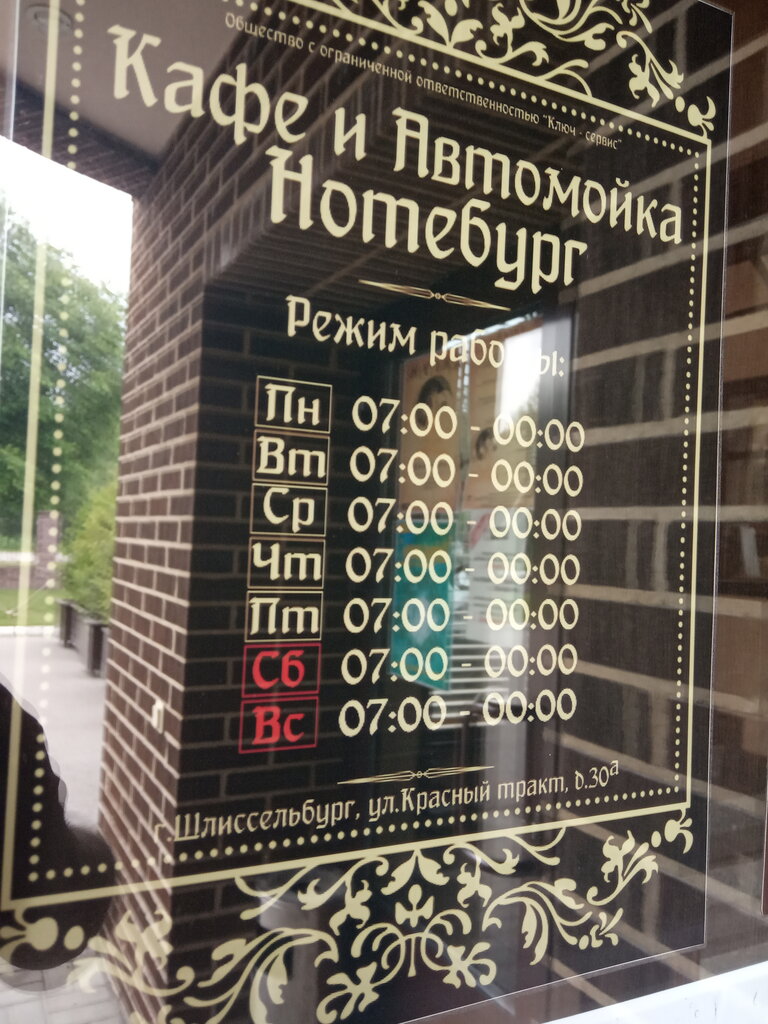 Общество с ограниченной ответственностью "Ключ - сервис"
Кафе и Автомойка
Нотебург
Режим работы:
Пн 07:00 - 00:00
Вт 07:00 - 00:00
Ср 07:00 - 00:00
Чт 07:00 - 00:00
Пт 07:00 - 00:00
Сб 07:00 - 00:00
Вс 07:00 - 00:00
г.Шлиссельбург, ул.Красный тракт, д.30а